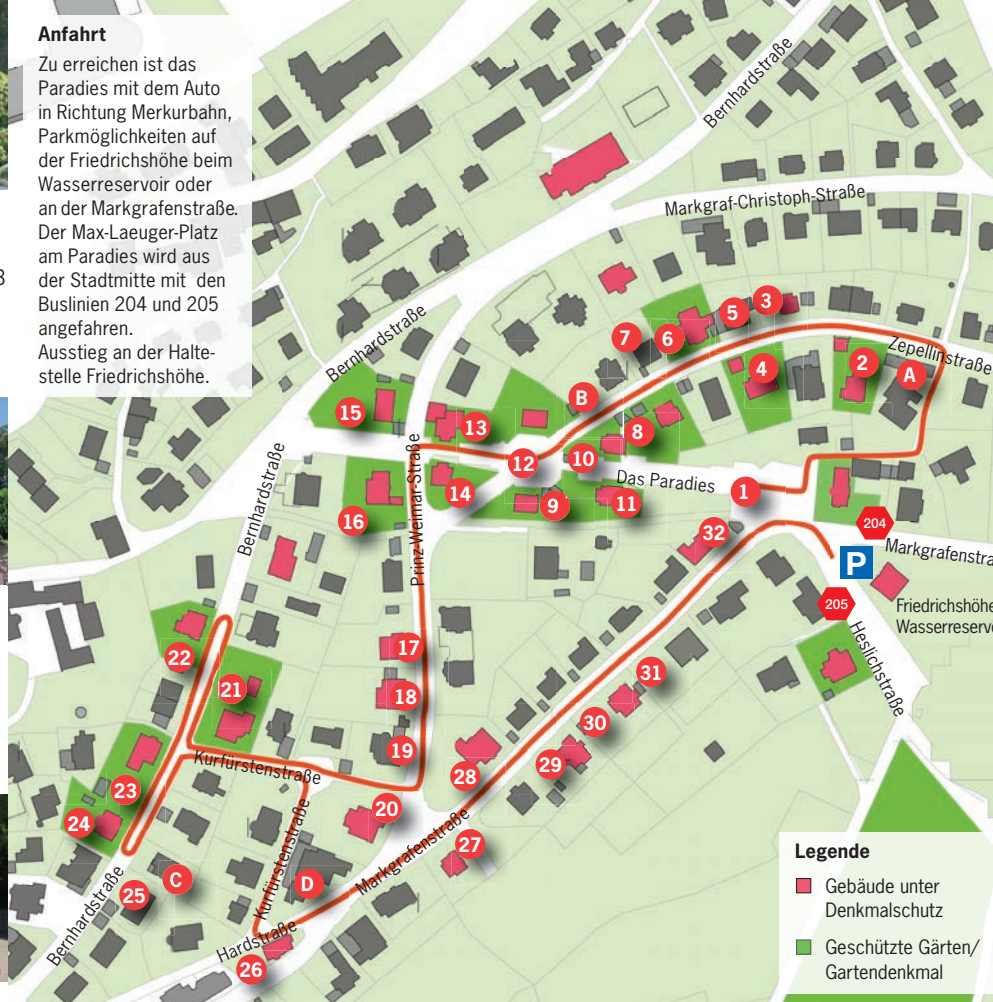 Anfahrt
Zu erreichen ist das
Paradies mit dem Auto
in Richtung Merkurbahn,
Parkmöglichkeiten auf
der Friedrichshöhe beim
Wasserreservoir oder
an der Markgrafenstraße.
Der Max-Laeuger-Platz
am Paradies wird aus
der Stadtmitte mit den
Buslinien 204 und 205
angefahren.
Ausstieg an der Halte-
stelle Friedrichshöhe.
3
Bernhardstraße
Markgraf-Christoph-Straße
Bernhardstraße
Zepellinstraße
7
6
5
3
4
2
A
15
13
B
8
12
10
Das Paradies
1
14
9
11
16
32
Bernhardstraße
Prinz-Weimar-Straße
204
Markgrafenstra
P
205
Friedrichshöhe
Wasserreservo
Heslichstraße
22
21
17
18
19
31
30
29
28
Kurfürstenstraße
23
24
20
27
Markgrafenstraße
Kurfürstenstraße
C
D
25
Bernhardstraße
Hardstraße
26
Legende
Gebäude unter
Denkmalschutz
Geschützte Gärten/
Gartendenkmal